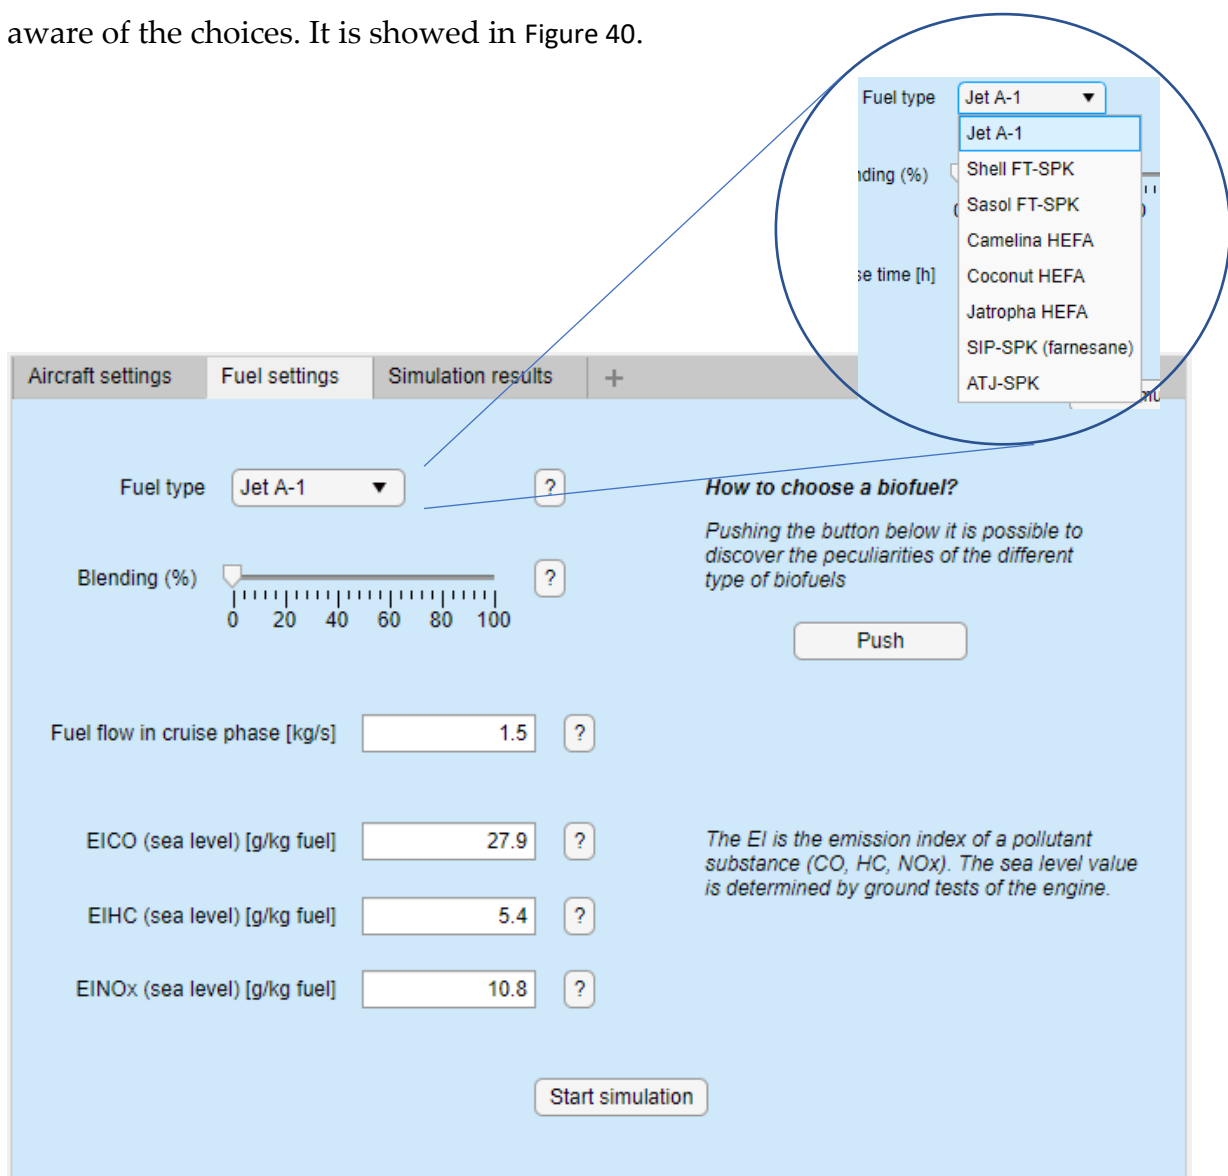 aware of the choices. It is showed in Figure 40.
Fuel type Jet A-1 ▼
Jet A-1
Shell FT-SPK
Sasol FT-SPK
Camelina HEFA
Coconut HEFA
Jatropha HEFA
SIP-SPK (farnesane)
ATJ-SPK
nding (%)
se time [h]
Aircraft settings Fuel settings Simulation results +
Fuel type Jet A-1 ▼ ?
Blending (%) ?
0 20 40 60 80 100
How to choose a biofuel?
Pushing the button below it is possible to
discover the peculiarities of the different
type of biofuels
Push
Fuel flow in cruise phase [kg/s] 1.5 ?
EICO (sea level) [g/kg fuel] 27.9 ?
EIHC (sea level) [g/kg fuel] 5.4 ?
EINOx (sea level) [g/kg fuel] 10.8 ?
The EI is the emission index of a pollutant
substance (CO, HC, NOx). The sea level value
is determined by ground tests of the engine.
Start simulation